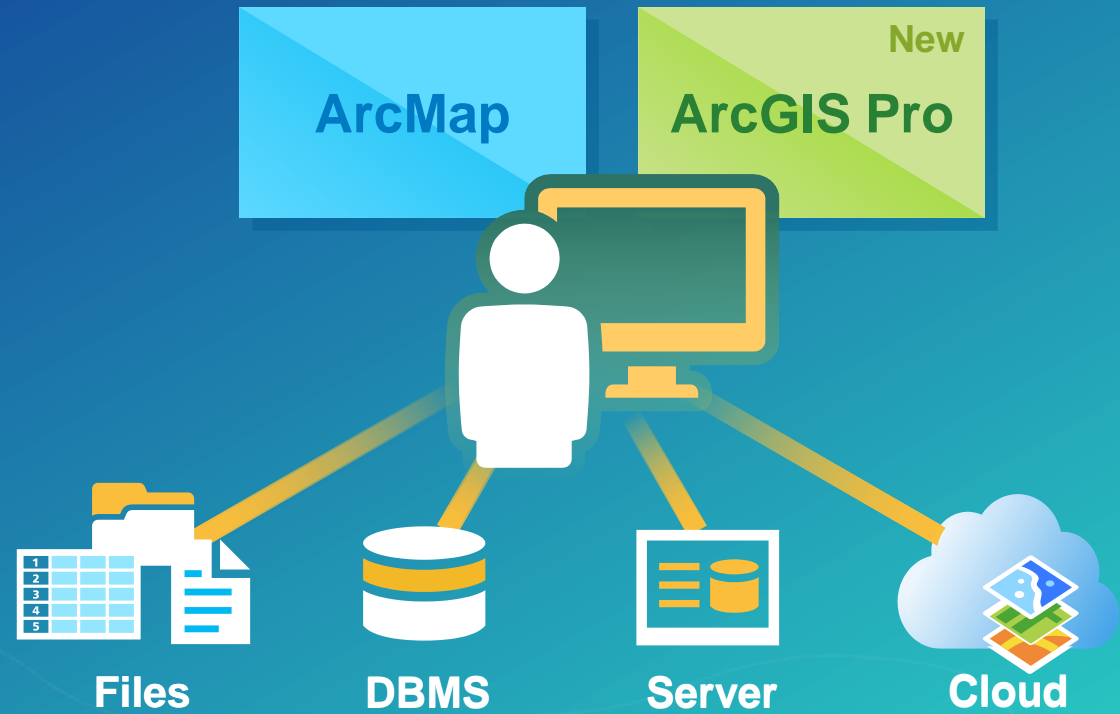 New
ArcMap
ArcGIS Pro
1
2
3
4
5
Files
DBMS
Server
Cloud